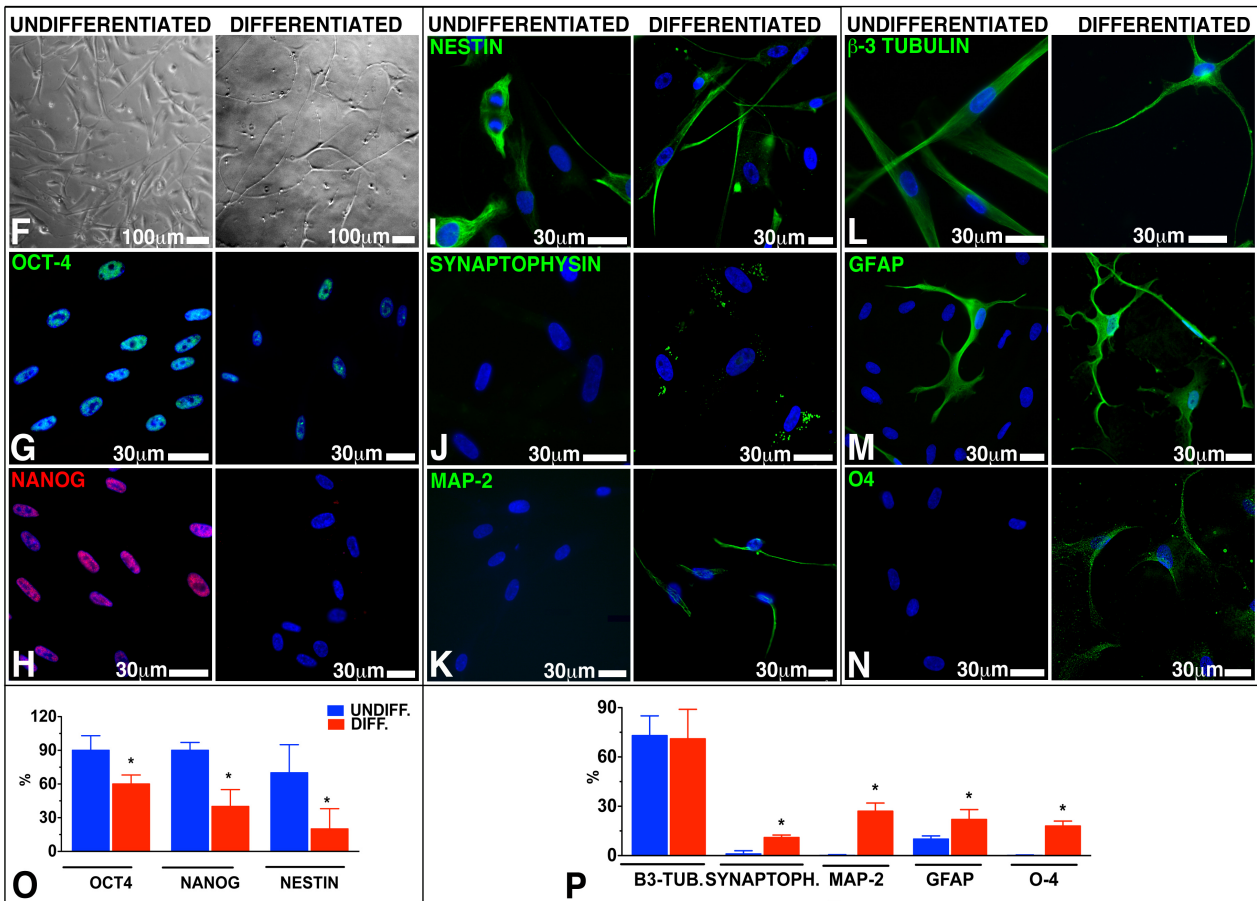 UNDIFFERENTIATED DIFFERENTIATED
F 100µm 100µm
OCT-4
G 30µm 30µm
NANOG
H 30µm 30µm
UNDIFFERENTIATED DIFFERENTIATED
NESTIN
I 30µm 30µm
SYNAPTOPHYSIN
J 30µm 30µm
MAP-2
K 30µm 30µm
UNDIFFERENTIATED DIFFERENTIATED
β-3 TUBULIN
L 30µm 30µm
GFAP
M 30µm 30µm
O4
N 30µm 30µm
UNDIFF.
DIFF.
120
90
60
30
0
%
* * *
OCT4 NANOG NESTIN
O
90
60
30
0
%
* * * *
B3-TUB. SYNAPTOPH. MAP-2 GFAP O-4
P